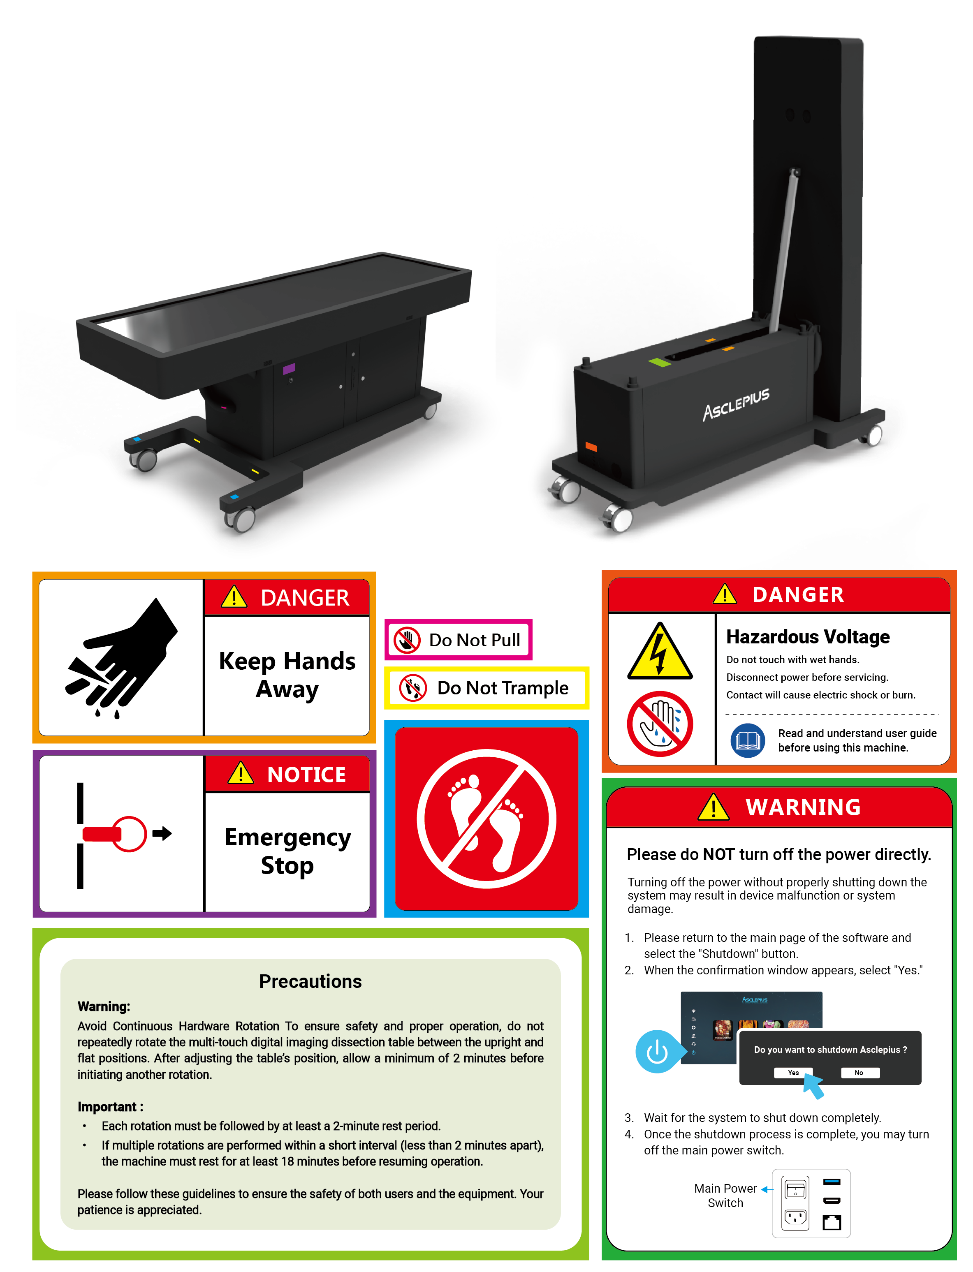 ASCLEPIUS
DANGER
Keep Hands
Away
Do Not Pull
Do Not Trample
NOTICE
Emergency
Stop
DANGER
Hazardous Voltage
Do not touch with wet hands.
Disconnect power before servicing.
Contact will cause electric shock or burn.
Read and understand user guide
before using this machine.
WARNING
Please do NOT turn off the power directly.
Turning off the power without properly shutting down the
system may result in device malfunction or system
damage.
1. Please return to the main page of the software and
select the "Shutdown" button.
2. When the confirmation window appears, select "Yes."
ASCLEPIUS
Do you want to shutdown Asclepius ?
Yes
No
3. Wait for the system to shut down completely.
4. Once the shutdown process is complete, you may turn
off the main power switch.
Main Power
Switch
Precautions
Warning:
Avoid Continuous Hardware Rotation To ensure safety and proper operation, do not
repeatedly rotate the multi-touch digital imaging dissection table between the upright and
flat positions. After adjusting the table's position, allow a minimum of 2 minutes before
initiating another rotation.
Important :
• Each rotation must be followed by at least a 2-minute rest period.
• If multiple rotations are performed within a short interval (less than 2 minutes apart),
the machine must rest for at least 18 minutes before resuming operation.
Please follow these guidelines to ensure the safety of both users and the equipment. Your
patience is appreciated.